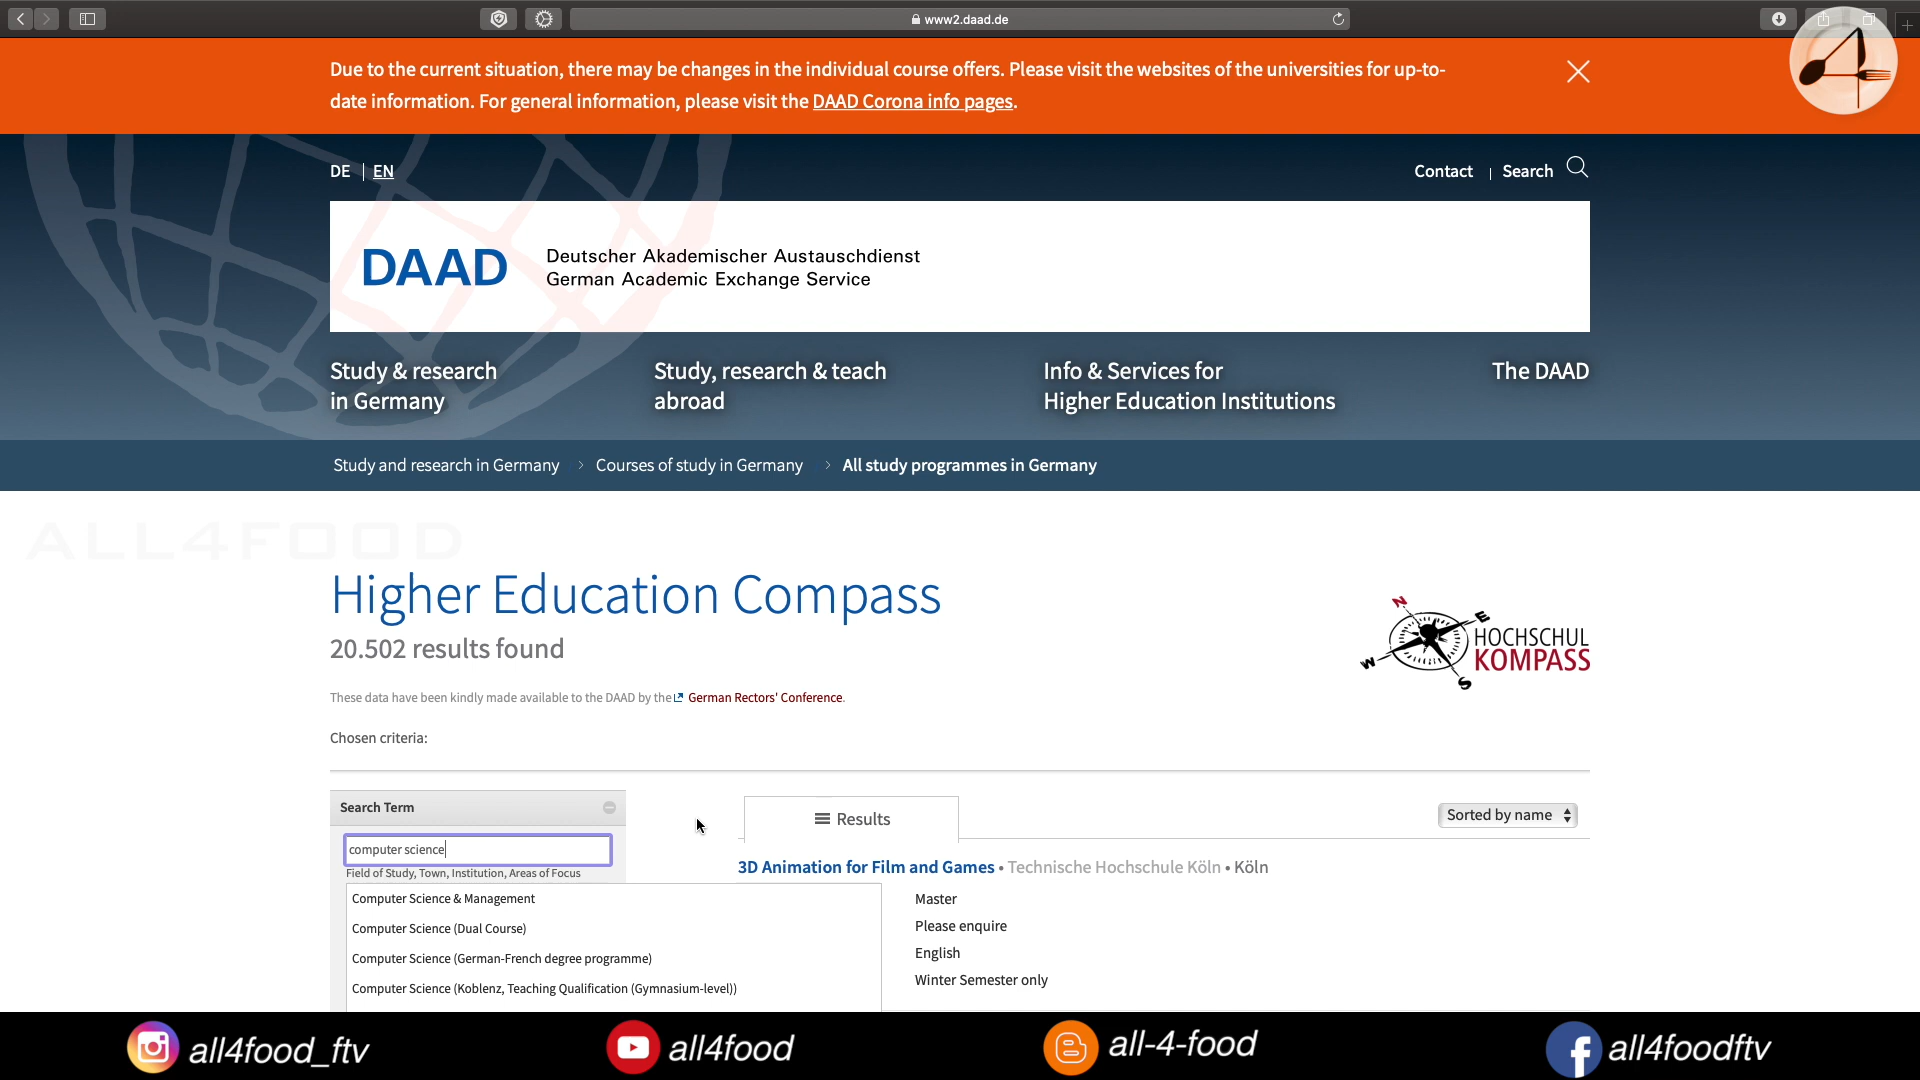 www2.daad.de
Due to the current situation, there may be changes in the individual course offers. Please visit the websites of the universities for up-to-
date information. For general information, please visit the DAAD Corona info pages.
DE | EN
Contact | Search
DAAD
Deutscher Akademischer Austauschdienst
German Academic Exchange Service
Study & research
in Germany
Study, research & teach
abroad
Info & Services for
Higher Education Institutions
The DAAD
Study and research in Germany > Courses of study in Germany > All study programmes in Germany
ALL4FOOD
Higher Education Compass
20.502 results found
N
E
W
S
HOCHSCHUL
KOMPASS
These data have been kindly made available to the DAAD by the German Rectors' Conference.
Chosen criteria:
Search Term
computer science
Field of Study, Town, Institution, Areas of Focus
Computer Science & Management
Computer Science (Dual Course)
Computer Science (German-French degree programme)
Computer Science (Koblenz, Teaching Qualification (Gymnasium-level))
Results
Sorted by name
3D Animation for Film and Games • Technische Hochschule Köln • Köln
Master
Please enquire
English
Winter Semester only
all4food_ftv
all4food
all-4-food
all4foodftv